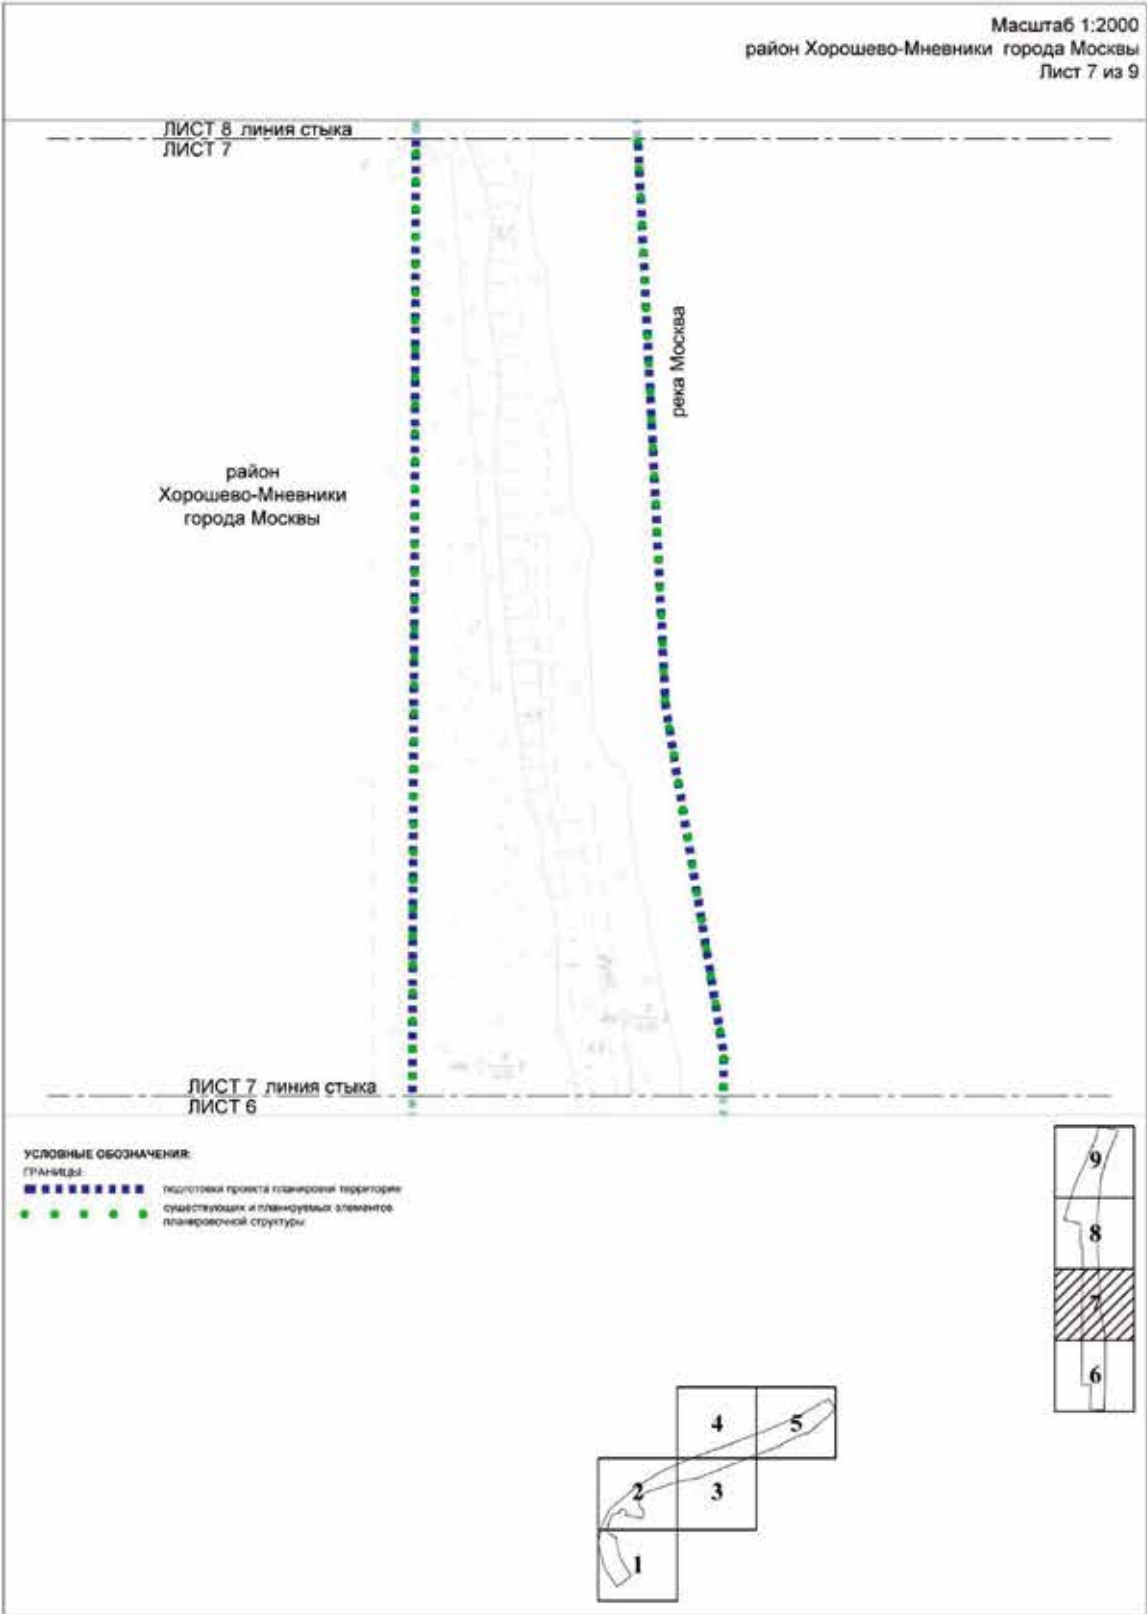 Масштаб 1:2000
район Хорошево-Мневники города Москвы
Лист 7 из 9
ЛИСТ 8 линия стыка
ЛИСТ 7
река Москва
район
Хорошево-Мневники
города Москвы
ЛИСТ 7 линия стыка
ЛИСТ 6
УСЛОВНЫЕ ОБОЗНАЧЕНИЯ:
ГРАНИЦЫ:
подготовки проекта планировки территории
существующих и планируемых элементов
планировочной структуры
9
8
7
6
4
5
2
3
1